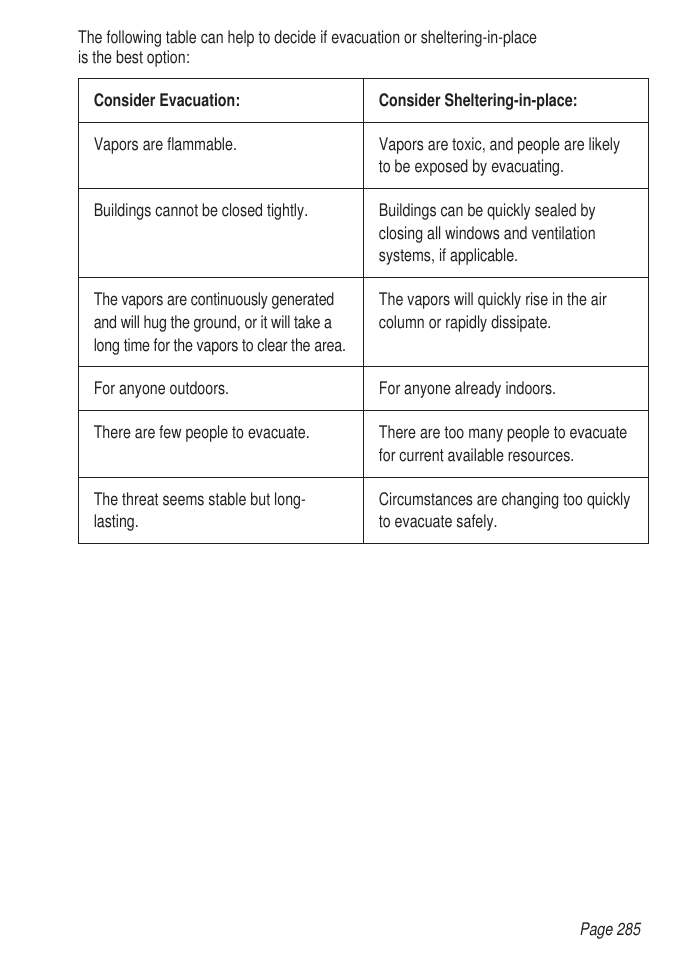 The following table can help to decide if evacuation or sheltering-in-place
is the best option:
Consider Evacuation:
Consider Sheltering-in-place:
Vapors are flammable.
Vapors are toxic, and people are likely
to be exposed by evacuating.
Buildings cannot be closed tightly.
Buildings can be quickly sealed by
closing all windows and ventilation
systems, if applicable.
The vapors are continuously generated
and will hug the ground, or it will take a
long time for the vapors to clear the area.
The vapors will quickly rise in the air
column or rapidly dissipate.
For anyone outdoors.
For anyone already indoors.
There are few people to evacuate.
There are too many people to evacuate
for current available resources.
The threat seems stable but long-
lasting.
Circumstances are changing too quickly
to evacuate safely.
Page 285